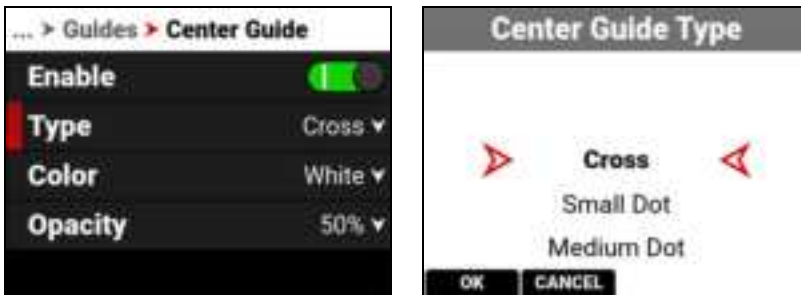 ... > Guides > Center Guide
Enable
Type Cross
Color White
Opacity 50%
Center Guide Type
Cross
Small Dot
Medium Dot
OK CANCEL